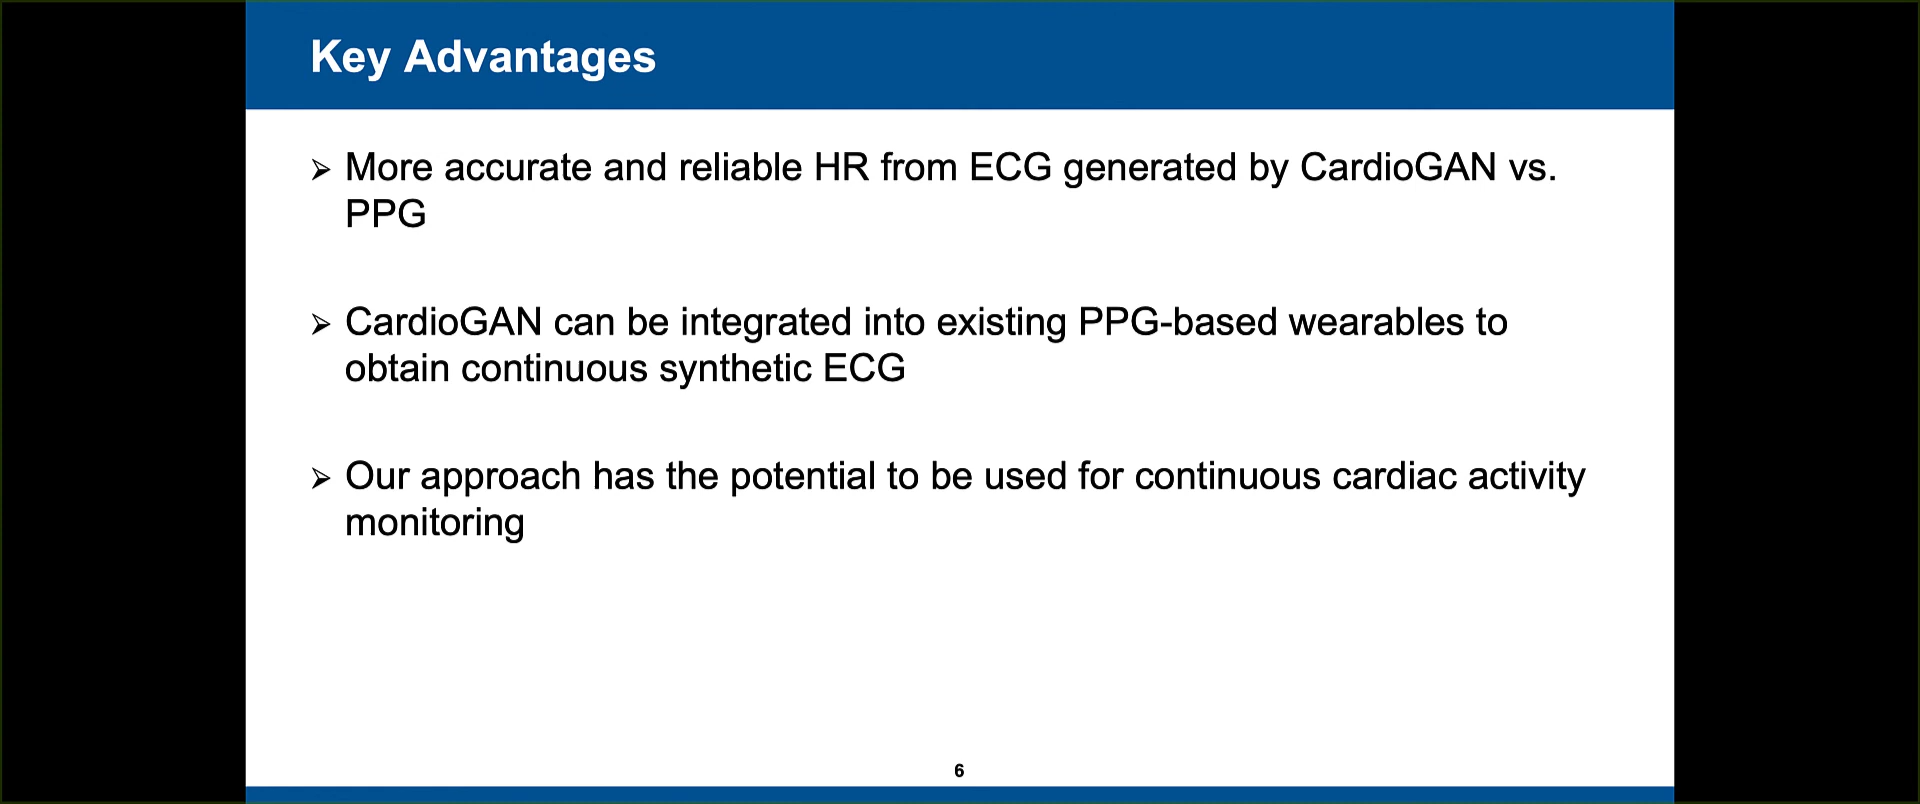 Key Advantages
➢ More accurate and reliable HR from ECG generated by CardioGAN vs.
PPG
➢ CardioGAN can be integrated into existing PPG-based wearables to
obtain continuous synthetic ECG
➢ Our approach has the potential to be used for continuous cardiac activity
monitoring
6